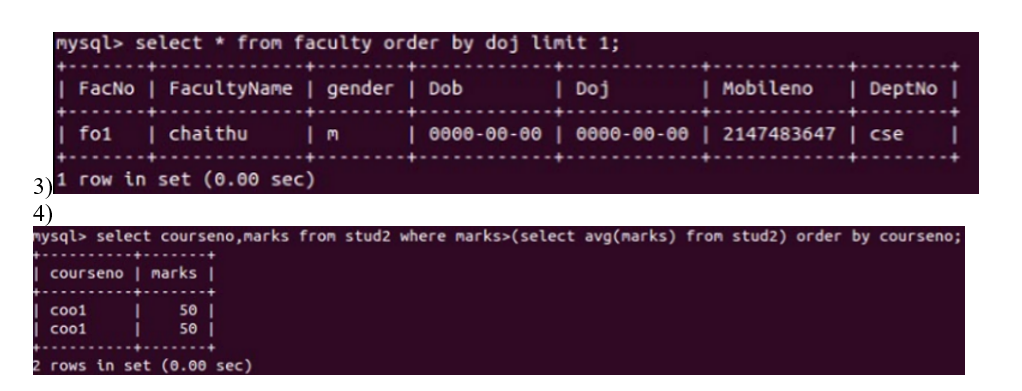 mysql> select * from faculty order by doj limit 1;
+-------+-------------+--------+------------+------------+------------+--------+
| FacNo | FacultyName | gender | Dob | Doj | Mobileno | DeptNo |
+-------+-------------+--------+------------+------------+------------+--------+
| fo1 | chaithu | m | 0000-00-00 | 0000-00-00 | 2147483647 | cse |
+-------+-------------+--------+------------+------------+------------+--------+
3) 1 row in set (0.00 sec)
4)
mysql> select courseno,marks from stud2 where marks>(select avg(marks) from stud2) order by courseno;
+----------+-------+
| courseno | marks |
+----------+-------+
| coo1 | 50 |
| coo1 | 50 |
+----------+-------+
2 rows in set (0.00 sec)